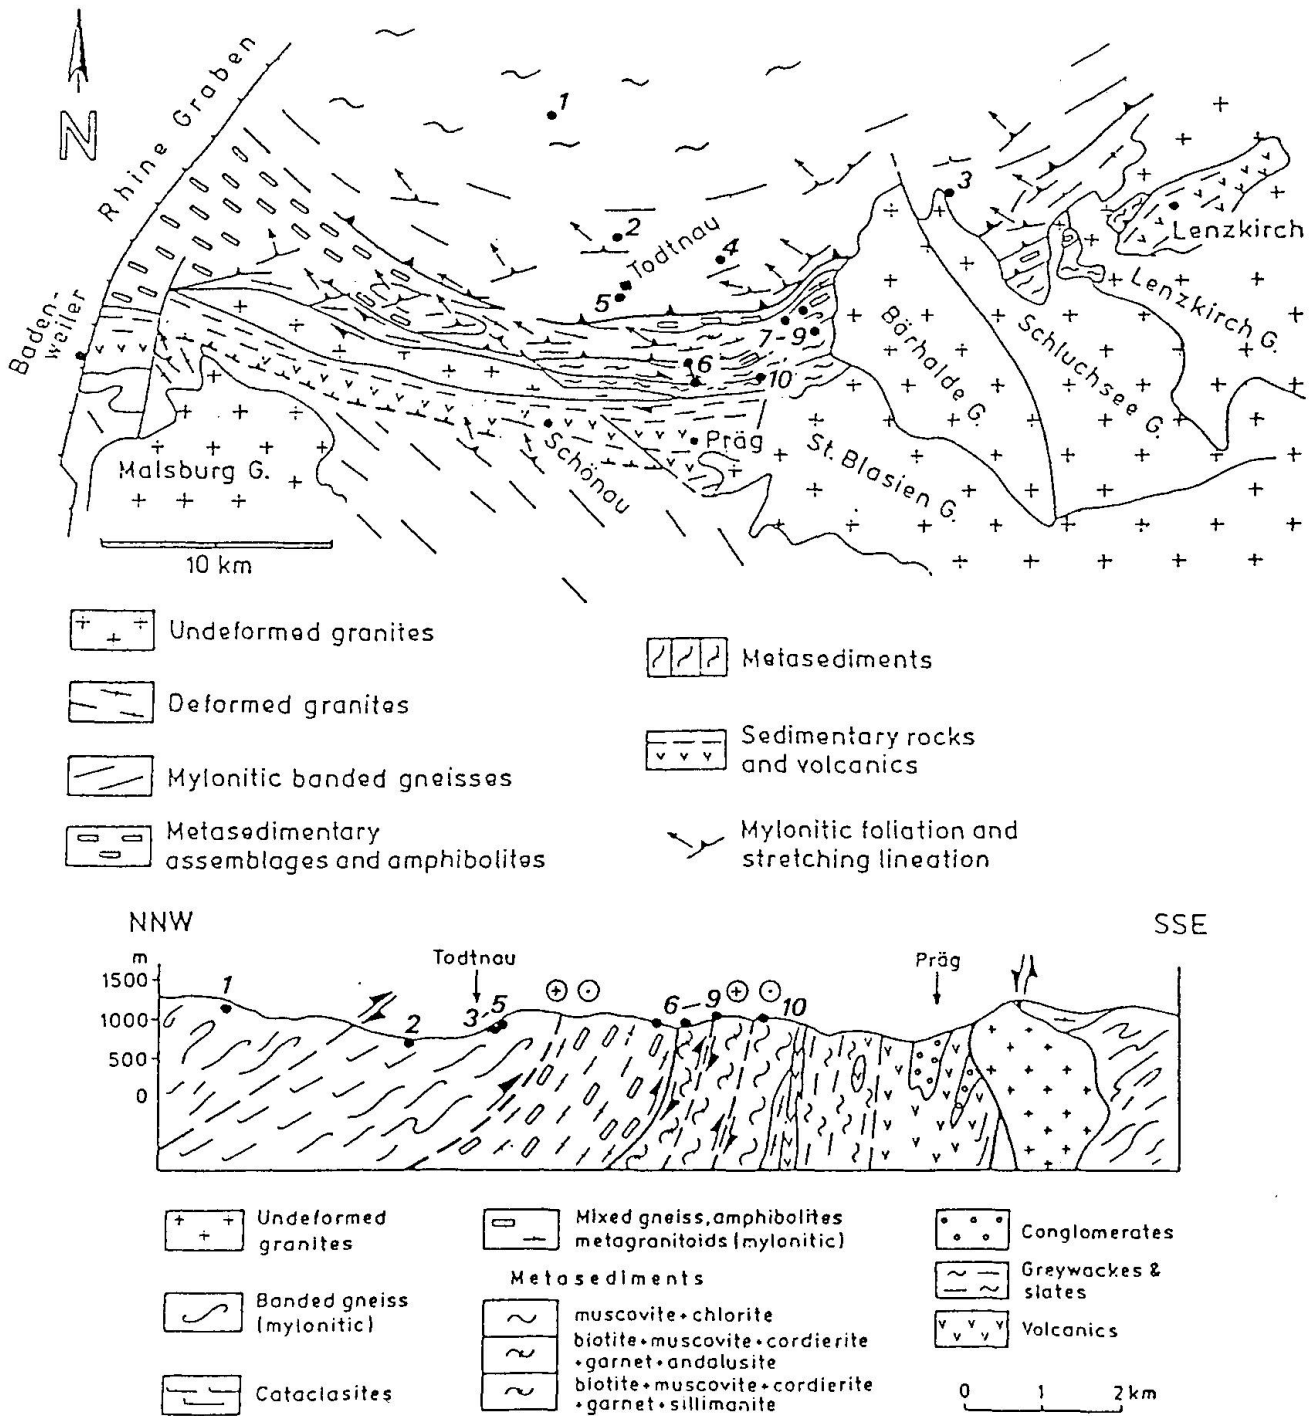 N
Rhine Graben
Baden-
weiler
1
2
3
4
5
Todtnau
6
7-9
10
Lenzkirch
Lenzkirch G.
Schluchsee G.
Bärhalde G.
St. Blasien G.
Präg
Schönau
Malsburg G.
10 km
Undeformed granites
Deformed granites
Mylonitic banded gneisses
Metasedimentary
assemblages and amphibolites
Metasediments
Sedimentary rocks
and volcanics
Mylonitic foliation and
stretching lineation
NNW
SSE
m
1500
1000
500
0
Todtnau
Präg
1
2
3-5
6-9
10
Undeformed
granites
Banded gneiss
(mylonitic)
Cataclasites
Mixed gneiss, amphibolites
metagranitoids (mylonitic)
Metasediments
muscovite+chlorite
biotite+muscovite+cordierite
+garnet+andalusite
biotite+muscovite+cordierite
+garnet+sillimanite
Conglomerates
Greywackes &
slates
Volcanics
0 1 2 km